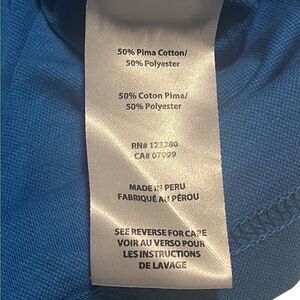 50% Pima Cotton/
50% Polyester
50% Coton Pima/
50% Polyester
RN# 123280
CA# 07099
MADE IN PERU
FABRIQUÉ AU PÉROU
SEE REVERSE FOR CARE
VOIR AU VERSO POUR
LES INSTRUCTIONS
DE LAVAGE